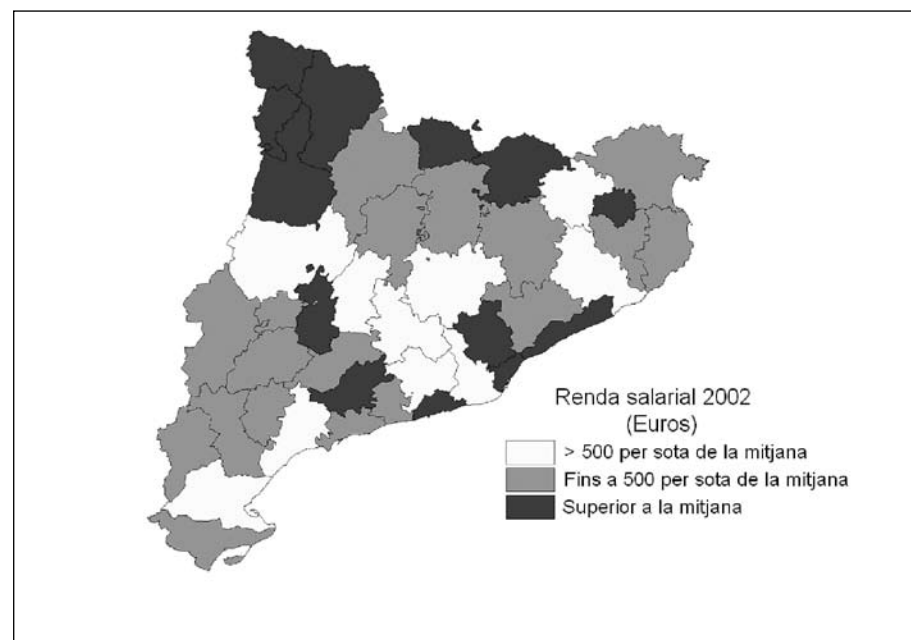 Renda salarial 2002
(Euros)
> 500 per sota de la mitjana
Fins a 500 per sota de la mitjana
Superior a la mitjana